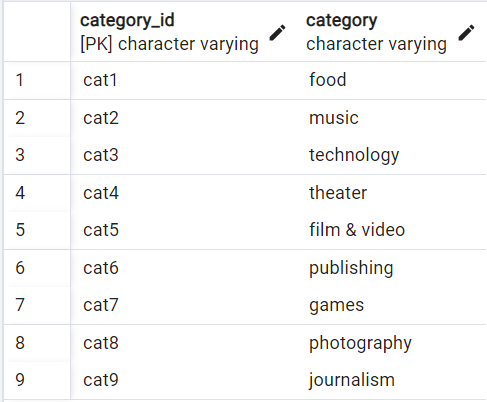 category_id category
[PK] character varying character varying
1 cat1 food
2 cat2 music
3 cat3 technology
4 cat4 theater
5 cat5 film & video
6 cat6 publishing
7 cat7 games
8 cat8 photography
9 cat9 journalism